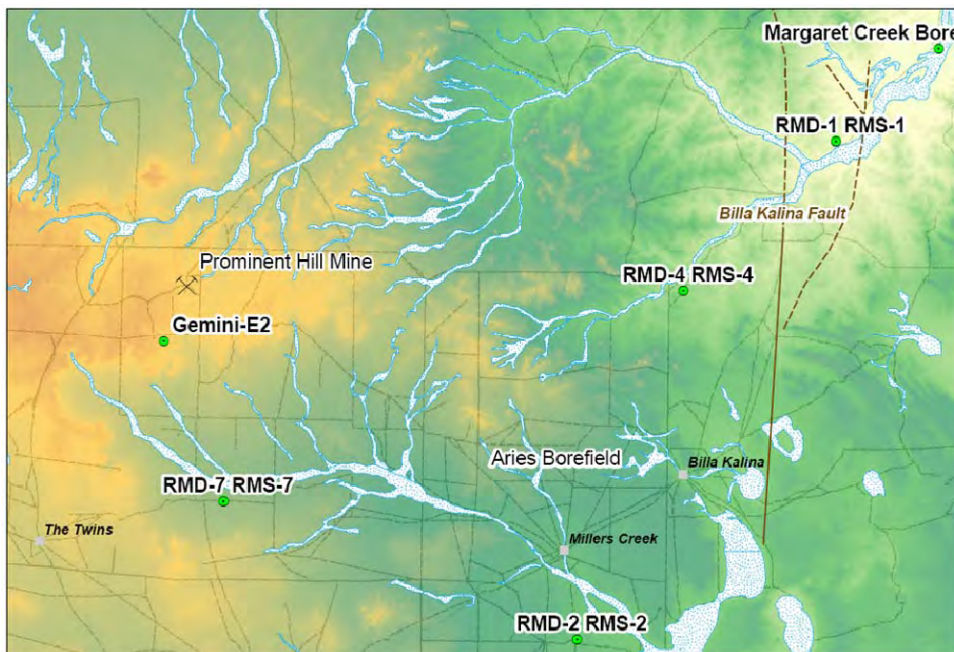 Margaret Creek Bore
RMD-1 RMS-1
Billa Kalina Fault
Prominent Hill Mine
RMD-4 RMS-4
Gemini-E2
Aries Borefield
Billa Kalina
RMD-7 RMS-7
The Twins
Millers Creek
RMD-2 RMS-2